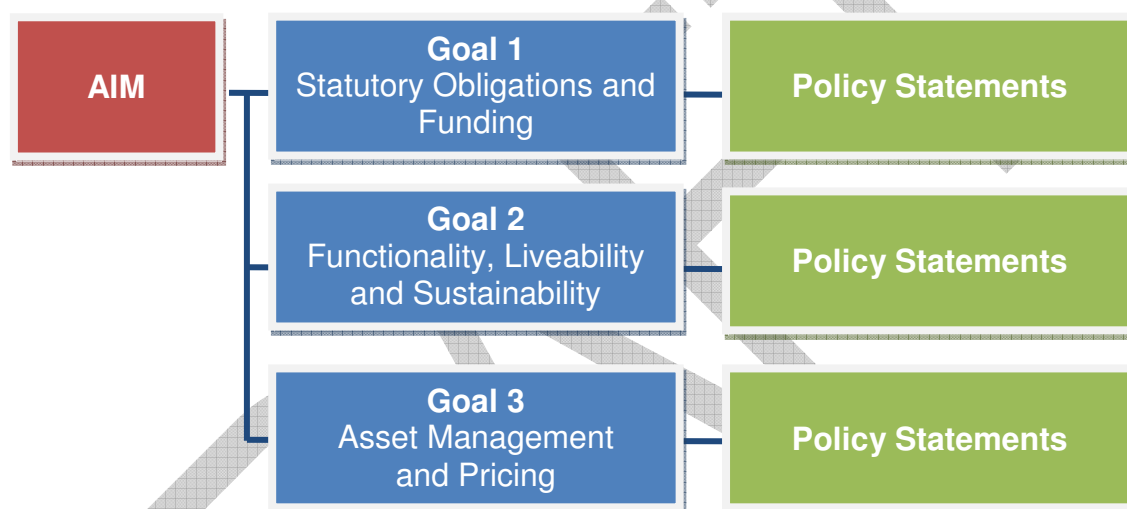 AIM
Goal 1
Statutory Obligations and
Funding
Policy Statements
Goal 2
Functionality, Liveability
and Sustainability
Policy Statements
Goal 3
Asset Management
and Pricing
Policy Statements